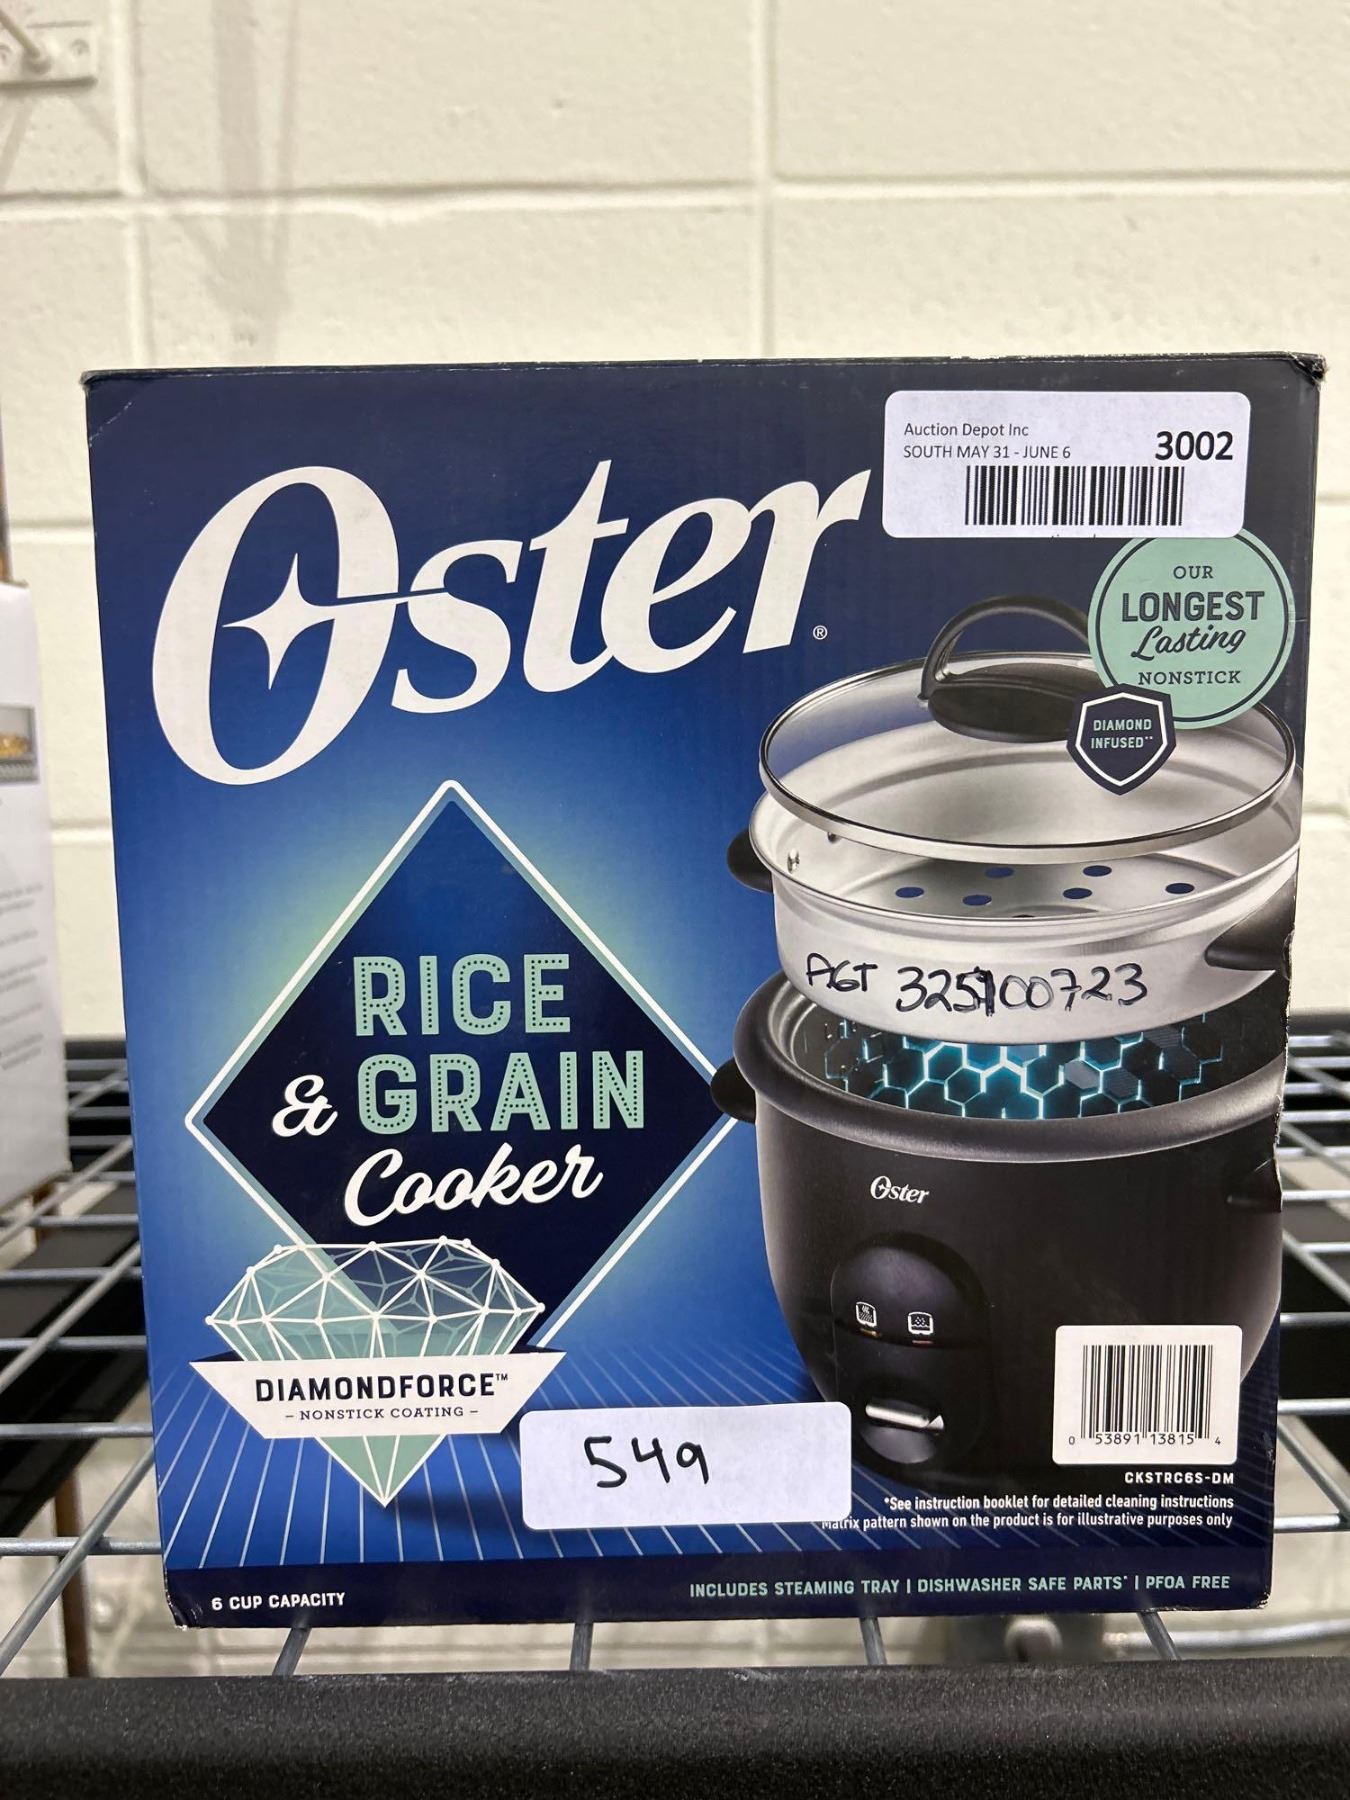 Auction Depot Inc
SOUTH MAY 31 - JUNE 6
3002
Oster®
OUR
LONGEST
Lasting
NONSTICK
DIAMOND
INFUSED**
RICE
& GRAIN
Cooker
AGT 325100723
Oster
DIAMONDFORCE™
- NONSTICK COATING -
549
0 53891 13815 4
CKSTRC6S-DM
*See instruction booklet for detailed cleaning instructions
Matrix pattern shown on the product is for illustrative purposes only
6 CUP CAPACITY
INCLUDES STEAMING TRAY | DISHWASHER SAFE PARTS* | PFOA FREE